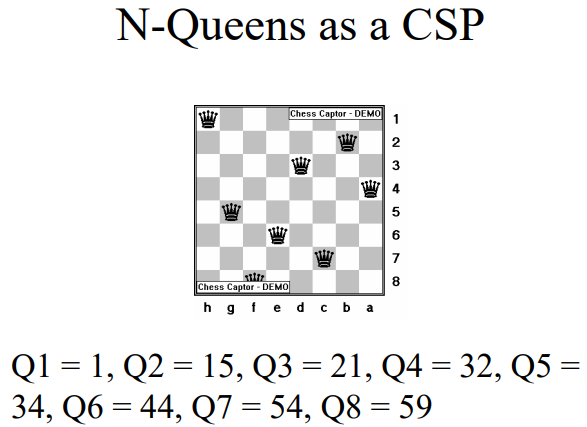 N-Queens as a CSP
Chess Captor - DEMO
1
2
3
4
5
6
7
8
Chess Captor - DEMO
h g f e d c b a
Q1 = 1, Q2 = 15, Q3 = 21, Q4 = 32, Q5 =
34, Q6 = 44, Q7 = 54, Q8 = 59